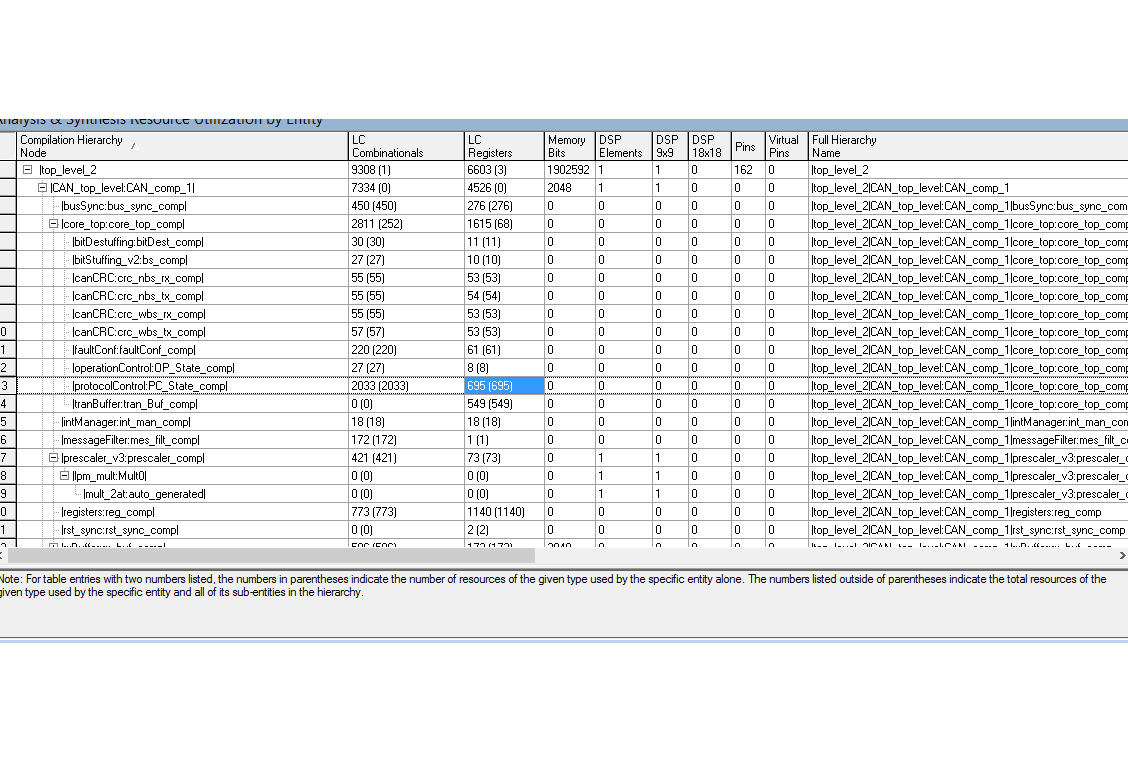 Analysis & Synthesis Resource Utilization by Entity
Compilation Hierarchy Node LC Combinationals LC Registers Memory Bits DSP Elements DSP 9x9 DSP 18x18 Pins Virtual Pins Full Hierarchy Name
|top_level_2 9308 (1) 6603 (3) 1902592 1 1 0 162 0 |top_level_2
|CAN_top_level:CAN_comp_1| 7334 (0) 4526 (0) 2048 1 1 0 0 0 |top_level_2|CAN_top_level:CAN_comp_1
|busSync:bus_sync_comp| 450 (450) 276 (276) 0 0 0 0 0 0 |top_level_2|CAN_top_level:CAN_comp_1|busSync:bus_sync_com
|core_top:core_top_comp| 2811 (252) 1615 (68) 0 0 0 0 0 0 |top_level_2|CAN_top_level:CAN_comp_1|core_top:core_top_comp
|bitDestuffing:bitDest_comp| 30 (30) 11 (11) 0 0 0 0 0 0 |top_level_2|CAN_top_level:CAN_comp_1|core_top:core_top_comp
|bitStuffing_v2:bs_comp| 27 (27) 10 (10) 0 0 0 0 0 0 |top_level_2|CAN_top_level:CAN_comp_1|core_top:core_top_comp
|canCRC:crc_nbs_rx_comp| 55 (55) 53 (53) 0 0 0 0 0 0 |top_level_2|CAN_top_level:CAN_comp_1|core_top:core_top_comp
|canCRC:crc_nbs_tx_comp| 55 (55) 54 (54) 0 0 0 0 0 0 |top_level_2|CAN_top_level:CAN_comp_1|core_top:core_top_comp
|canCRC:crc_wbs_rx_comp| 55 (55) 53 (53) 0 0 0 0 0 0 |top_level_2|CAN_top_level:CAN_comp_1|core_top:core_top_comp
0 |canCRC:crc_wbs_tx_comp| 57 (57) 53 (53) 0 0 0 0 0 0 |top_level_2|CAN_top_level:CAN_comp_1|core_top:core_top_comp
1 |faultConf:faultConf_comp| 220 (220) 61 (61) 0 0 0 0 0 0 |top_level_2|CAN_top_level:CAN_comp_1|core_top:core_top_comp
2 |operationControl:OP_State_comp| 27 (27) 8 (8) 0 0 0 0 0 0 |top_level_2|CAN_top_level:CAN_comp_1|core_top:core_top_comp
3 |protocolControl:PC_State_comp| 2033 (2033) 695 (695) 0 0 0 0 0 0 |top_level_2|CAN_top_level:CAN_comp_1|core_top:core_top_comp
4 |tranBuffer:tran_Buf_comp| 0 (0) 549 (549) 0 0 0 0 0 0 |top_level_2|CAN_top_level:CAN_comp_1|core_top:core_top_comp
5 |intManager:int_man_comp| 18 (18) 18 (18) 0 0 0 0 0 0 |top_level_2|CAN_top_level:CAN_comp_1|intManager:int_man_com
6 |messageFilter:mes_filt_comp| 172 (172) 1 (1) 0 0 0 0 0 0 |top_level_2|CAN_top_level:CAN_comp_1|messageFilter:mes_filt_c
7 |prescaler_v3:prescaler_comp| 421 (421) 73 (73) 0 1 1 0 0 0 |top_level_2|CAN_top_level:CAN_comp_1|prescaler_v3:prescaler_c
8 |lpm_mult:Mult0| 0 (0) 0 (0) 0 1 1 0 0 0 |top_level_2|CAN_top_level:CAN_comp_1|prescaler_v3:prescaler_c
9 |mult_2at:auto_generated| 0 (0) 0 (0) 0 1 1 0 0 0 |top_level_2|CAN_top_level:CAN_comp_1|prescaler_v3:prescaler_c
0 |registers:reg_comp| 773 (773) 1140 (1140) 0 0 0 0 0 0 |top_level_2|CAN_top_level:CAN_comp_1|registers:reg_comp
1 |rst_sync:rst_sync_comp| 0 (0) 2 (2) 0 0 0 0 0 0 |top_level_2|CAN_top_level:CAN_comp_1|rst_sync:rst_sync_comp
Note: For table entries with two numbers listed, the numbers in parentheses indicate the number of resources of the given type used by the specific entity alone. The numbers listed outside of parentheses indicate the total resources of the
given type used by the specific entity and all of its sub-entities in the hierarchy.